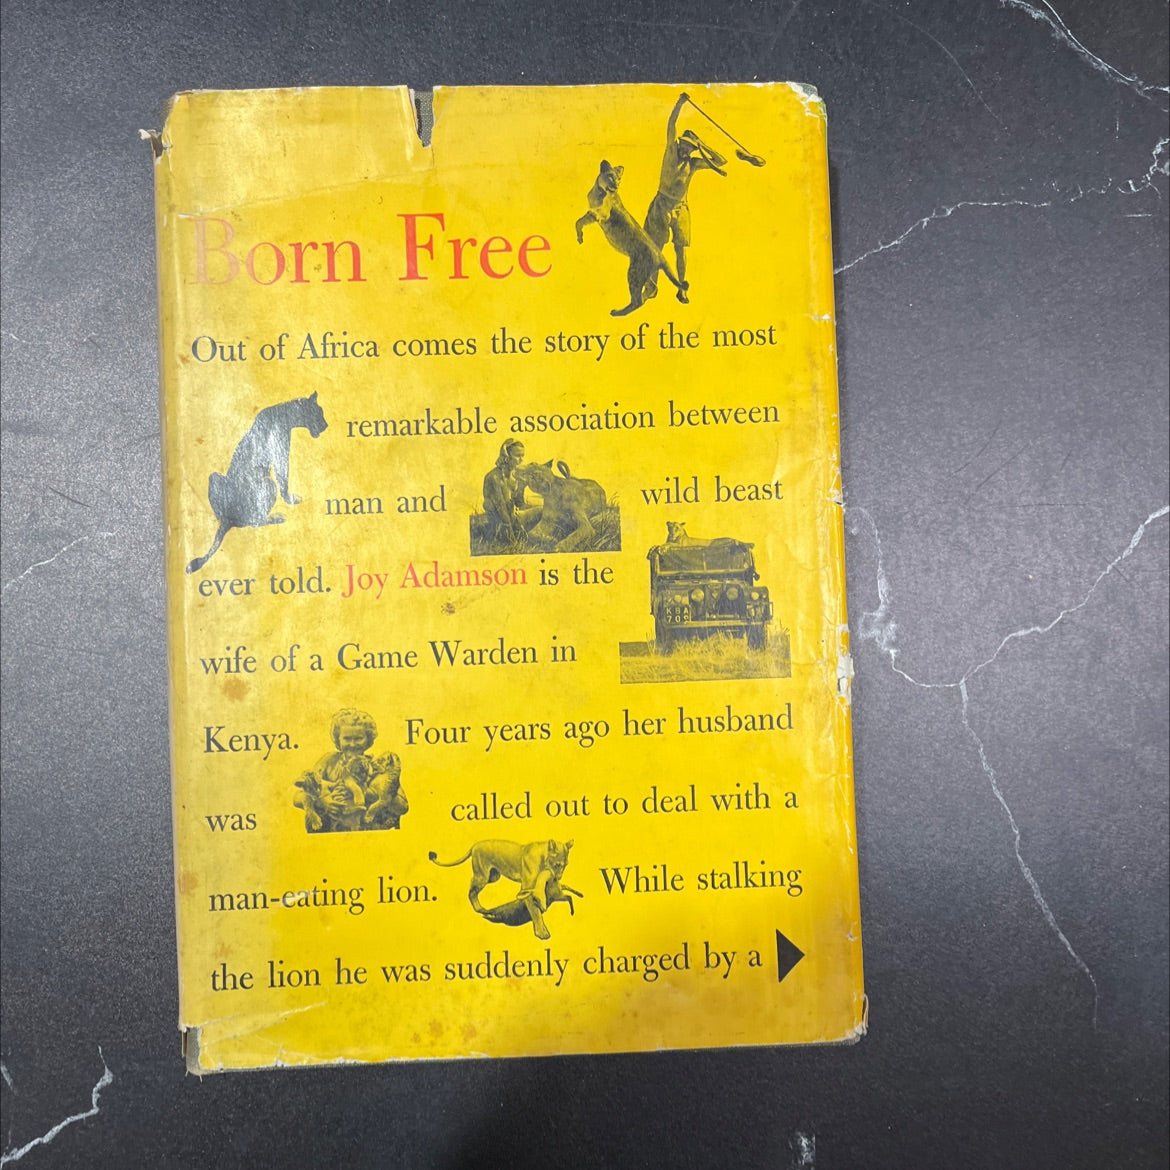 Born Free
Out of Africa comes the story of the most
remarkable association between
man and wild beast
ever told. Joy Adamson is the
wife of a Game Warden in
Kenya. Four years ago her husband
was called out to deal with a
man-eating lion. While stalking
the lion he was suddenly charged by a